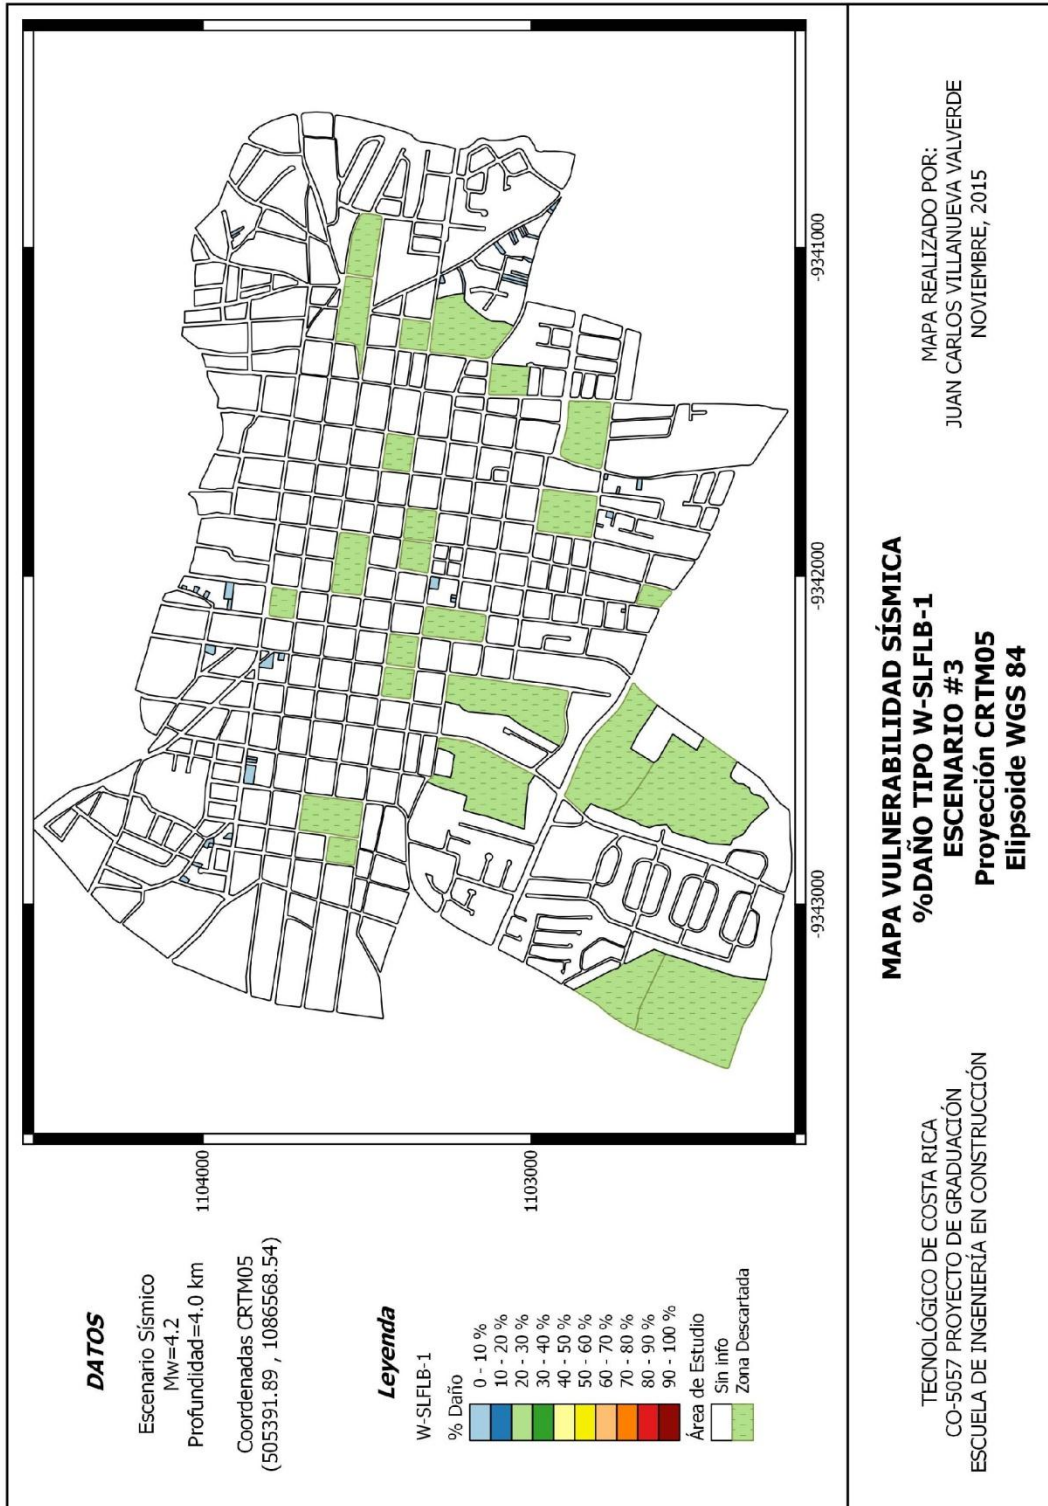 DATOS
Escenario Sísmico
Mw=4.2
Profundidad=4.0 km
Coordenadas CRTM05
(505391.89 , 1086568.54)
Leyenda
W-SLFLB-1
% Daño
0 - 10 %
10 - 20 %
20 - 30 %
30 - 40 %
40 - 50 %
50 - 60 %
60 - 70 %
70 - 80 %
80 - 90 %
90 - 100 %
Área de Estudio
Sin info
Zona Descartada
1104000
1103000
-9343000
-9342000
-9341000
TECNOLÓGICO DE COSTA RICA
CO-5057 PROYECTO DE GRADUACIÓN
ESCUELA DE INGENIERÍA EN CONSTRUCCIÓN
MAPA VULNERABILIDAD SÍSMICA
%DAÑO TIPO W-SLFLB-1
ESCENARIO #3
Proyección CRTM05
Elipsoide WGS 84
MAPA REALIZADO POR:
JUAN CARLOS VILLANUEVA VALVERDE
NOVIEMBRE, 2015